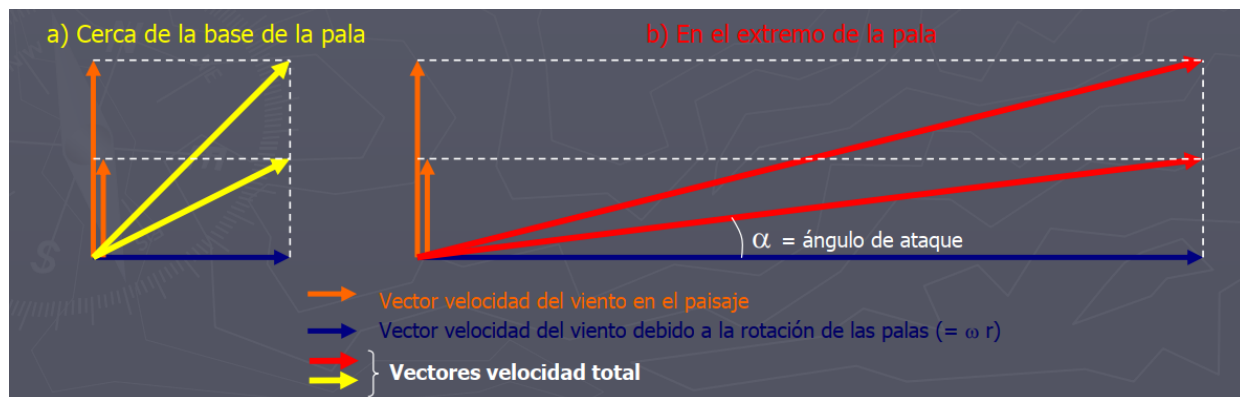 a) Cerca de la base de la pala
b) En el extremo de la pala
α = ángulo de ataque
Vector velocidad del viento en el paisaje
Vector velocidad del viento debido a la rotación de las palas (= ω r)
Vectores velocidad total
S